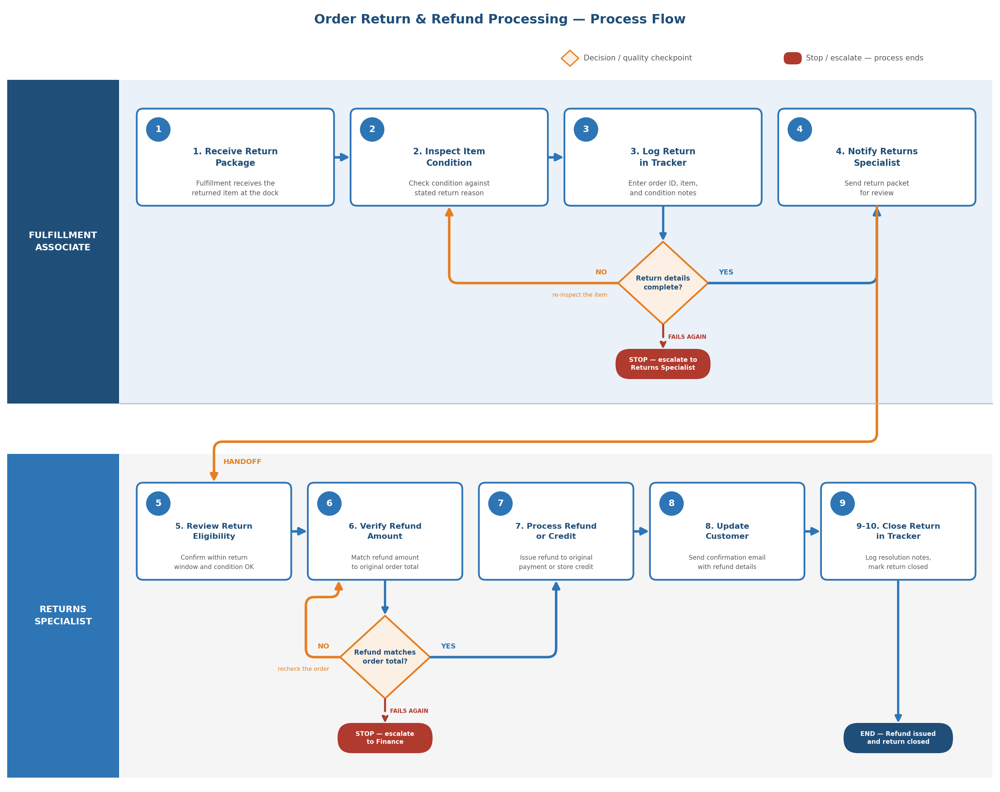 Order Return & Refund Processing — Process Flow
Decision / quality checkpoint
Stop / escalate — process ends
FULFILLMENT
ASSOCIATE
1
1. Receive Return
Package
Fulfillment receives the
returned item at the dock
2
2. Inspect Item
Condition
Check condition against
stated return reason
3
3. Log Return
in Tracker
Enter order ID, item,
and condition notes
4
4. Notify Returns
Specialist
Send return packet
for review
NO
re-inspect the item
Return details
complete?
YES
FAILS AGAIN
STOP — escalate to
Returns Specialist
HANDOFF
RETURNS
SPECIALIST
5
5. Review Return
Eligibility
Confirm within return
window and condition OK
6
6. Verify Refund
Amount
Match refund amount
to original order total
7
7. Process Refund
or Credit
Issue refund to original
payment or store credit
8
8. Update
Customer
Send confirmation email
with refund details
9
9-10. Close Return
in Tracker
Log resolution notes,
mark return closed
NO
recheck the order
Refund matches
order total?
YES
FAILS AGAIN
STOP — escalate
to Finance
END — Refund issued
and return closed